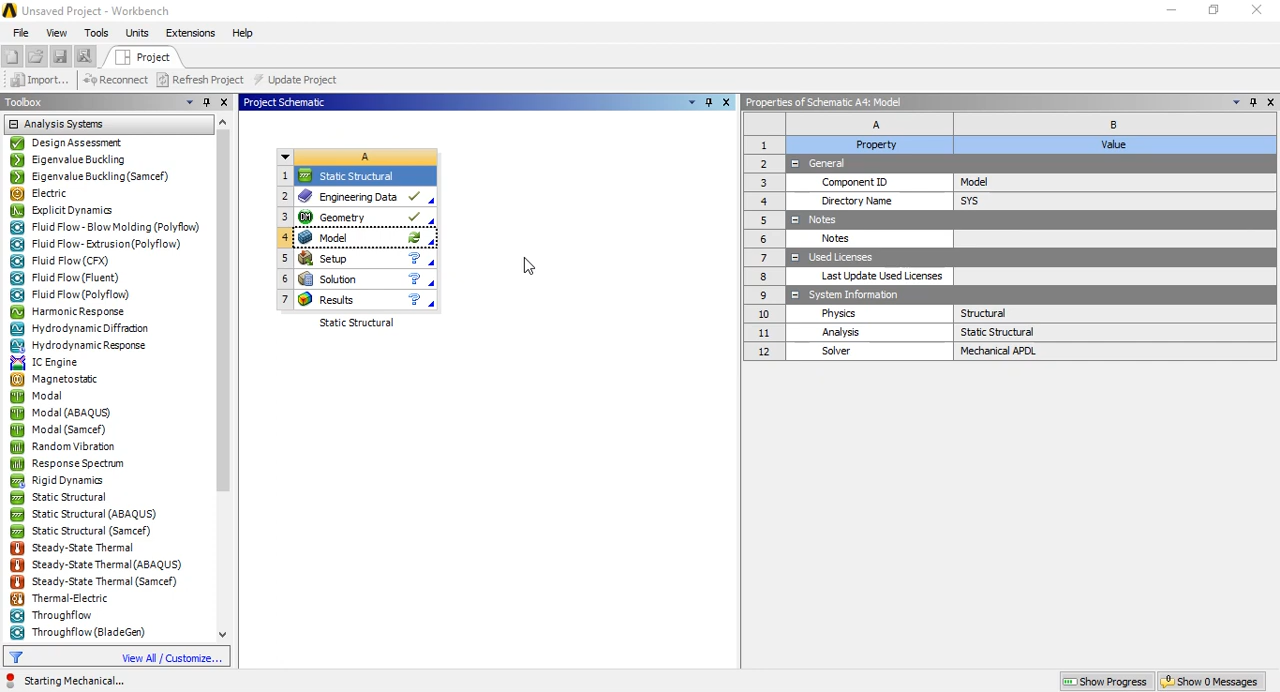 Unsaved Project - Workbench
File View Tools Units Extensions Help
Project
Import... Reconnect Refresh Project Update Project
Toolbox
Analysis Systems
Design Assessment
Eigenvalue Buckling
Eigenvalue Buckling (Samcef)
Electric
Explicit Dynamics
Fluid Flow - Blow Molding (Polyflow)
Fluid Flow - Extrusion (Polyflow)
Fluid Flow (CFX)
Fluid Flow (Fluent)
Fluid Flow (Polyflow)
Harmonic Response
Hydrodynamic Diffraction
Hydrodynamic Response
IC Engine
Magnetostatic
Modal
Modal (ABAQUS)
Modal (Samcef)
Random Vibration
Response Spectrum
Rigid Dynamics
Static Structural
Static Structural (ABAQUS)
Static Structural (Samcef)
Steady-State Thermal
Steady-State Thermal (ABAQUS)
Steady-State Thermal (Samcef)
Thermal-Electric
Throughflow
Throughflow (BladeGen)
View All / Customize...
Project Schematic
A
1 Static Structural
2 Engineering Data
3 DM Geometry
4 Model
5 Setup ?
6 Solution ?
7 Results ?
Static Structural
Properties of Schematic A4: Model
A B
1 Property Value
2 General
3 Component ID Model
4 Directory Name SYS
5 Notes
6 Notes
7 Used Licenses
8 Last Update Used Licenses
9 System Information
10 Physics Structural
11 Analysis Static Structural
12 Solver Mechanical APDL
Starting Mechanical...
Show Progress Show 0 Messages